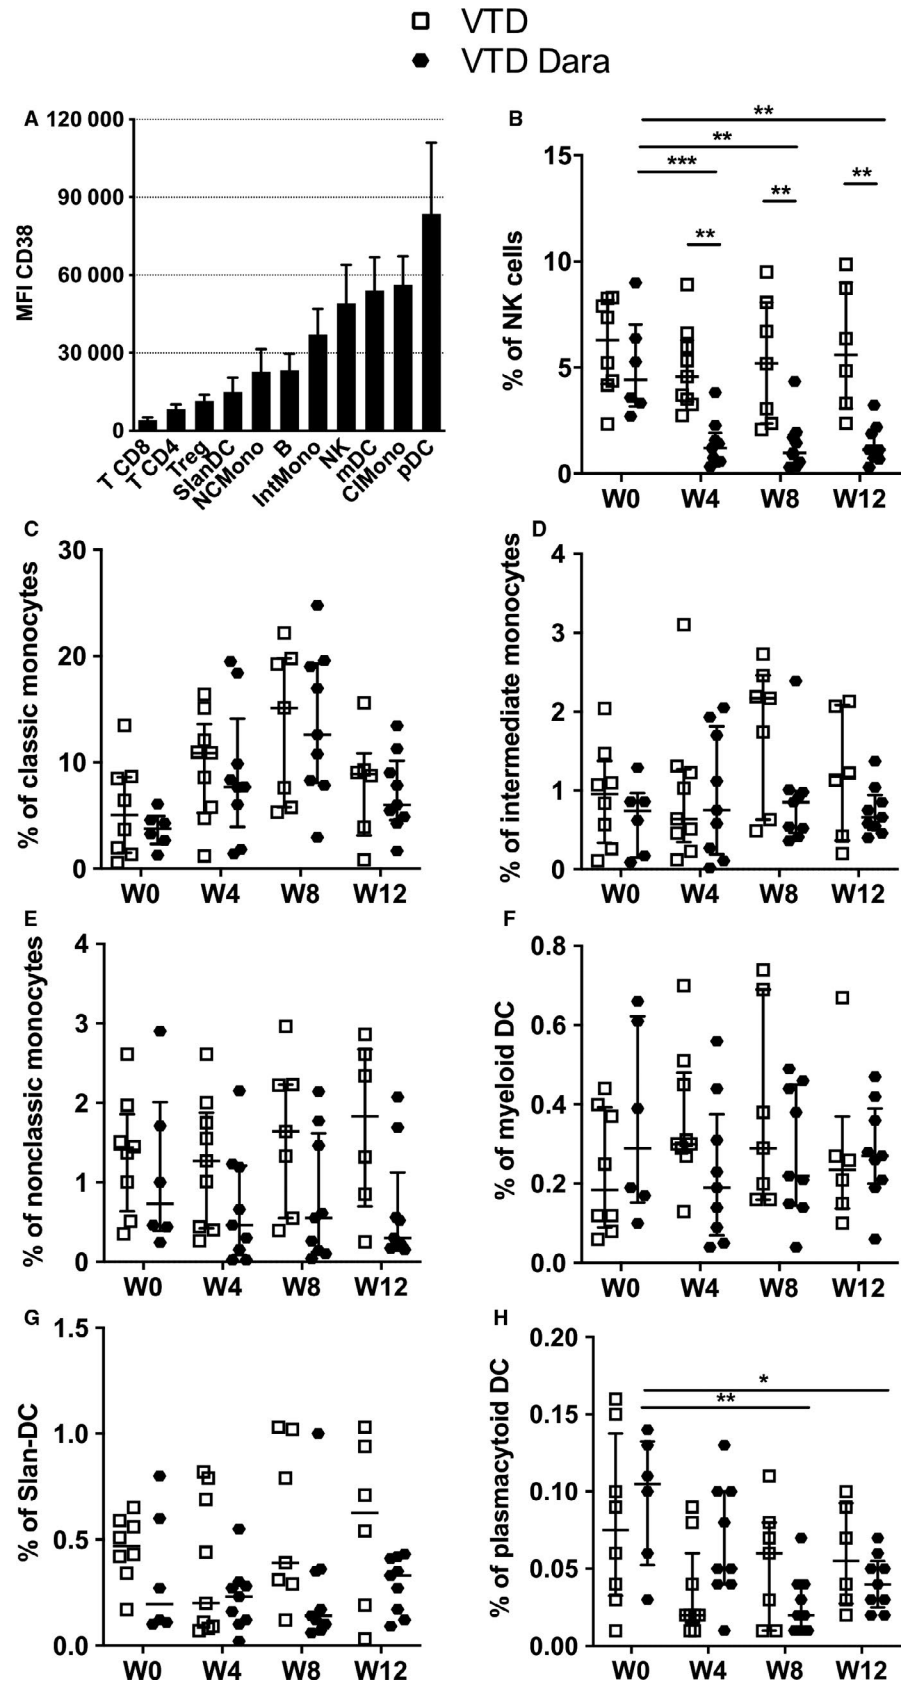 VTD
VTD Dara
A
MFI CD38
120 000
90 000
60 000
30 000
0
T CD8
T CD4
Treg
SlanDC
NCMono
B
IntMono
NK
mDC
ClMono
pDC
B
% of NK cells
15
10
5
0
**
**
***
**
**
**
W0 W4 W8 W12
C
% of classic monocytes
30
20
10
0
W0 W4 W8 W12
D
% of intermediate monocytes
4
3
2
1
0
W0 W4 W8 W12
E
% of nonclassic monocytes
4
3
2
1
0
W0 W4 W8 W12
F
% of myeloid DC
0.8
0.6
0.4
0.2
0.0
W0 W4 W8 W12
G
% of Slan-DC
1.5
1.0
0.5
0.0
W0 W4 W8 W12
H
% of plasmacytoid DC
0.20
0.15
0.10
0.05
0.00
*
**
W0 W4 W8 W12